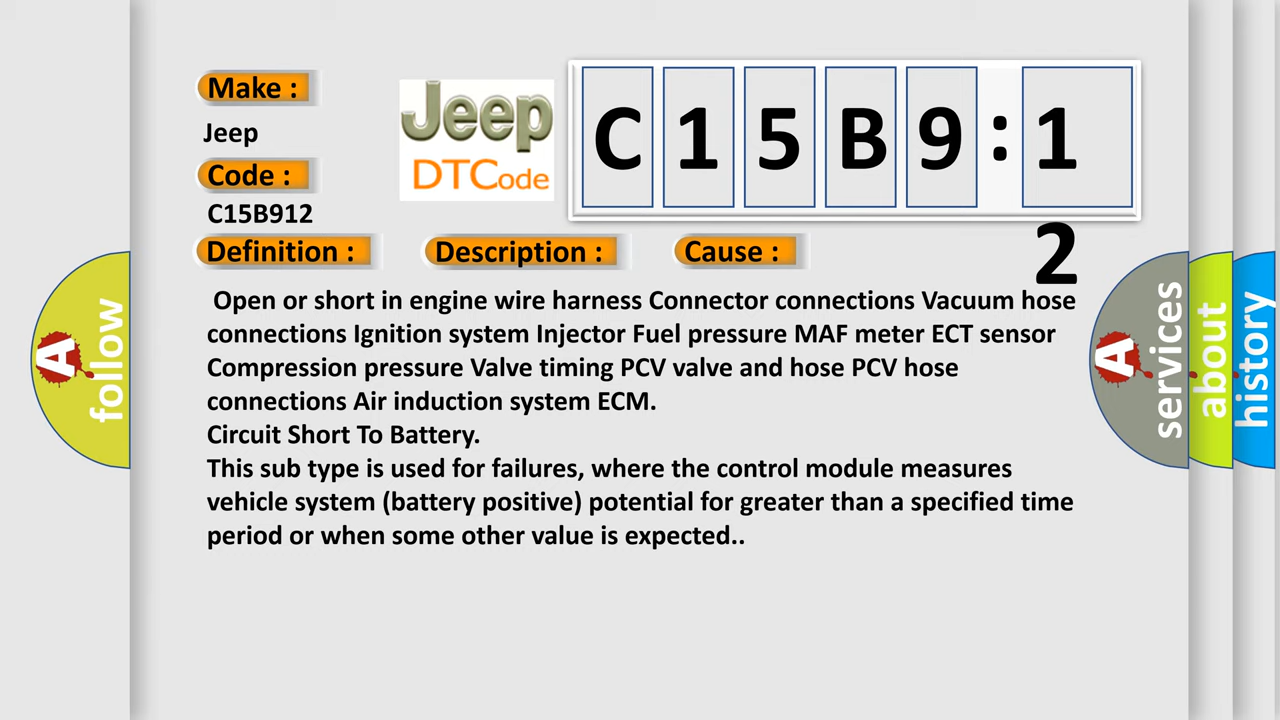 Make :
Jeep
Code :
C15B912
Jeep
DTCode
C15B9:1
2
Definition :
Description :
Cause :
Open or short in engine wire harness Connector connections Vacuum hose
connections Ignition system Injector Fuel pressure MAF meter ECT sensor
Compression pressure Valve timing PCV valve and hose PCV hose
connections Air induction system ECM.
Circuit Short To Battery.
This sub type is used for failures, where the control module measures
vehicle system (battery positive) potential for greater than a specified time
period or when some other value is expected..
A
follow
A
services
about
history